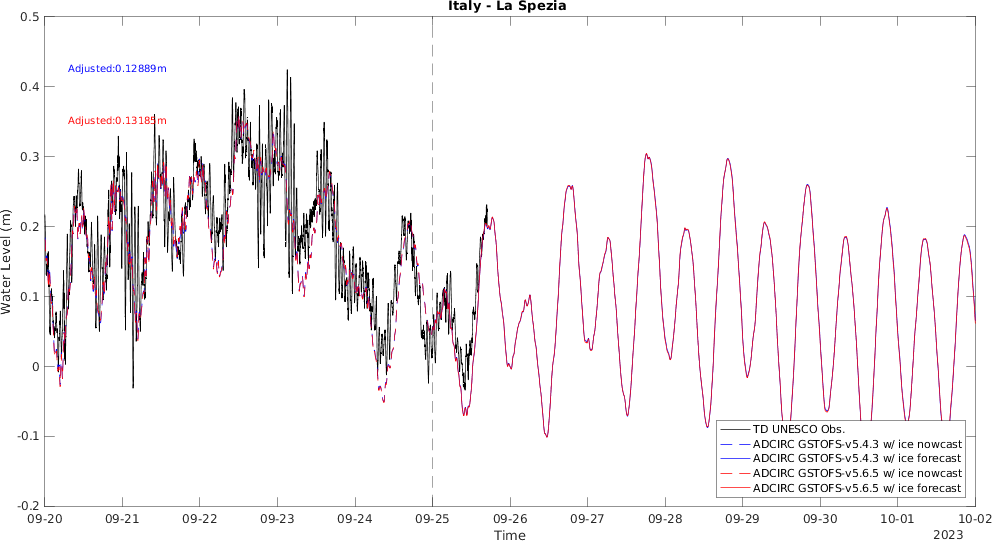 Italy - La Spezia
0.5
0.4
0.3
0.2
0.1
0
-0.1
-0.2
Water Level (m)
Adjusted:0.12889m
Adjusted:0.13185m
TD UNESCO Obs.
ADCIRC GSTOFS-v5.4.3 w/ ice nowcast
ADCIRC GSTOFS-v5.4.3 w/ ice forecast
ADCIRC GSTOFS-v5.6.5 w/ ice nowcast
ADCIRC GSTOFS-v5.6.5 w/ ice forecast
09-20 09-21 09-22 09-23 09-24 09-25 09-26 09-27 09-28 09-29 09-30 10-01 10-02
Time
2023